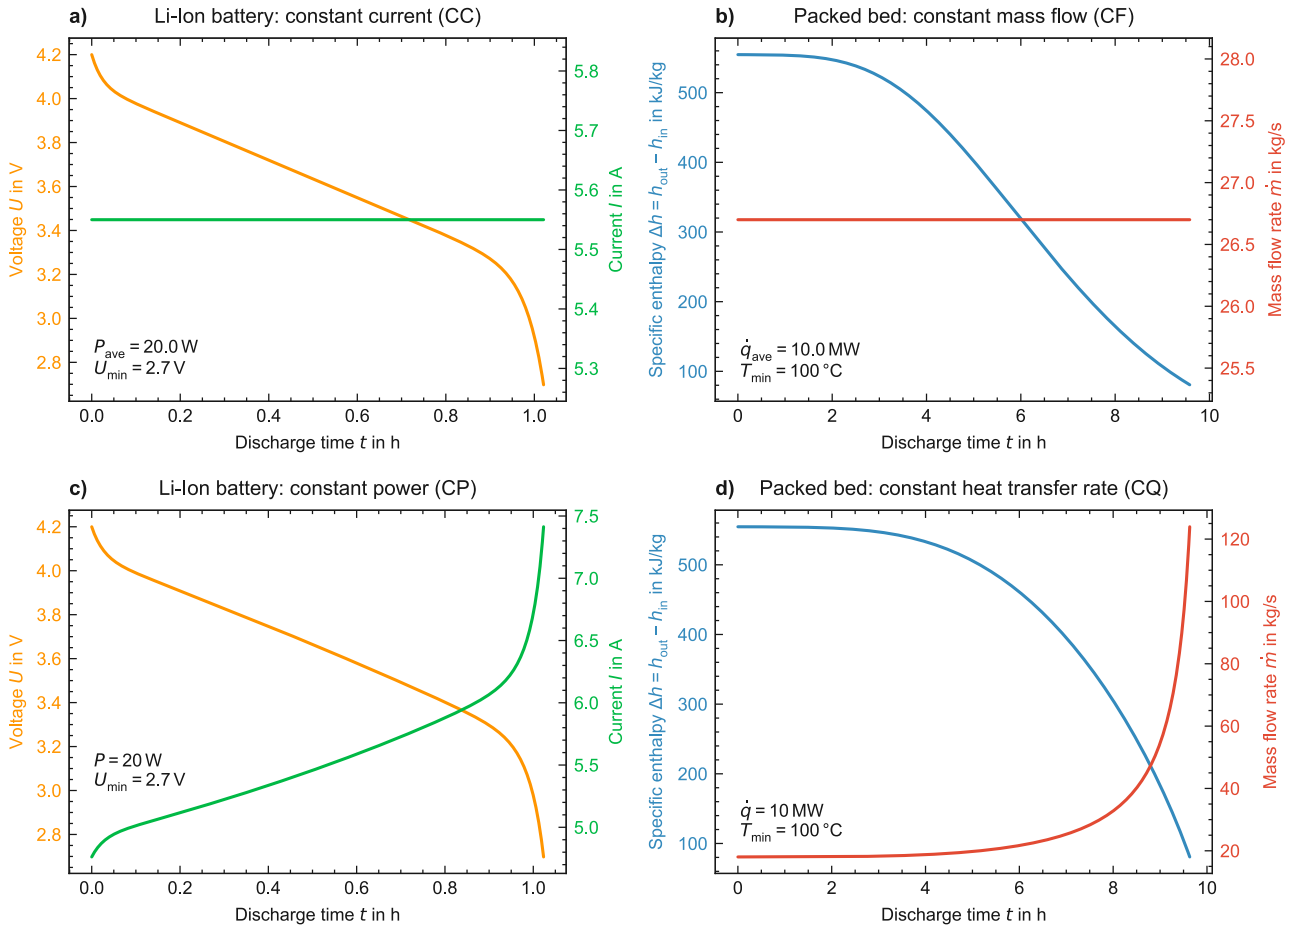 a) Li-Ion battery: constant current (CC)
4.2
4.0
3.8
3.6
3.4
3.2
3.0
2.8
Voltage U in V
5.8
5.7
5.6
5.5
5.4
5.3
Current I in A
P_ave = 20.0 W
U_min = 2.7 V
0.0 0.2 0.4 0.6 0.8 1.0
Discharge time t in h
b) Packed bed: constant mass flow (CF)
500
400
300
200
100
Specific enthalpy Δh = h_out − h_in in kJ/kg
28.0
27.5
27.0
26.5
26.0
25.5
Mass flow rate ṁ in kg/s
q̇_ave = 10.0 MW
T_min = 100 °C
0 2 4 6 8 10
Discharge time t in h
c) Li-Ion battery: constant power (CP)
4.2
4.0
3.8
3.6
3.4
3.2
3.0
2.8
Voltage U in V
7.5
7.0
6.5
6.0
5.5
5.0
Current I in A
P = 20 W
U_min = 2.7 V
0.0 0.2 0.4 0.6 0.8 1.0
Discharge time t in h
d) Packed bed: constant heat transfer rate (CQ)
500
400
300
200
100
Specific enthalpy Δh = h_out − h_in in kJ/kg
120
100
80
60
40
20
Mass flow rate ṁ in kg/s
q̇ = 10 MW
T_min = 100 °C
0 2 4 6 8 10
Discharge time t in h